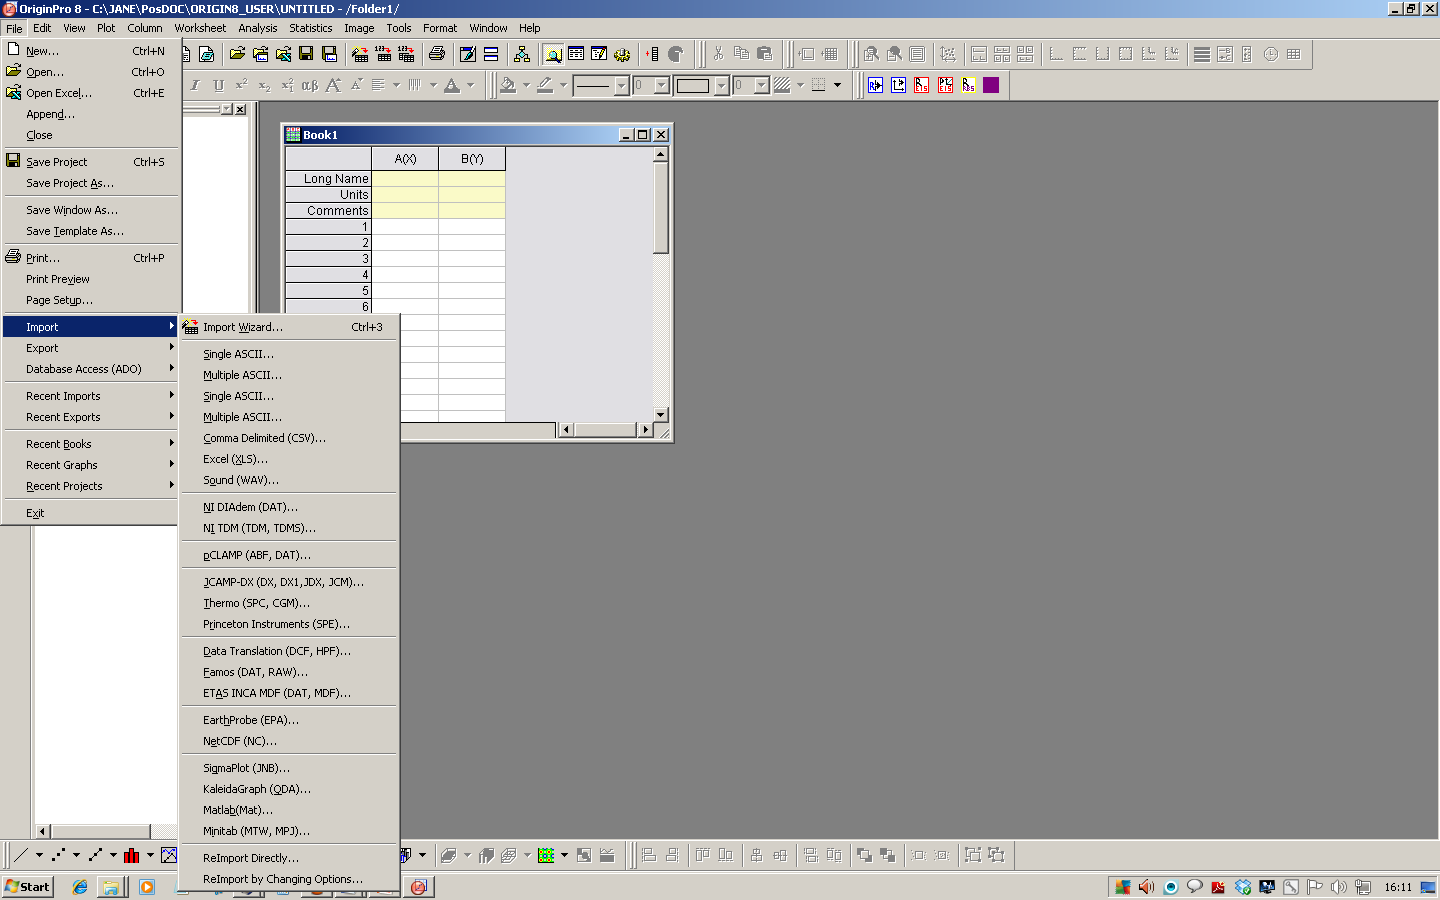 OriginPro 8 - C:\JANE\PosDOC\ORIGIN8_USER\UNTITLED - /Folder1/
File Edit View Plot Column Worksheet Analysis Statistics Image Tools Format Window Help
New... Ctrl+N
Open... Ctrl+O
Open Excel... Ctrl+E
Append...
Close
Save Project Ctrl+S
Save Project As...
Save Window As...
Save Template As...
Print... Ctrl+P
Print Preview
Page Setup...
Import
Export
Database Access (ADO)
Recent Imports
Recent Exports
Recent Books
Recent Graphs
Recent Projects
Exit
Import Wizard... Ctrl+3
Single ASCII...
Multiple ASCII...
Single ASCII...
Multiple ASCII...
Comma Delimited (CSV)...
Excel (XLS)...
Sound (WAV)...
NI DIAdem (DAT)...
NI TDM (TDM, TDMS)...
pCLAMP (ABF, DAT)...
JCAMP-DX (DX, DX1,JDX, JCM)...
Thermo (SPC, CGM)...
Princeton Instruments (SPE)...
Data Translation (DCF, HPF)...
Famos (DAT, RAW)...
ETAS INCA MDF (DAT, MDF)...
EarthProbe (EPA)...
NetCDF (NC)...
SigmaPlot (JNB)...
KaleidaGraph (QDA)...
Matlab(Mat)...
Minitab (MTW, MPJ)...
ReImport Directly...
ReImport by Changing Options...
Book1
A(X) B(Y)
Long Name
Units
Comments
1
2
3
4
5
6
Start
16:11